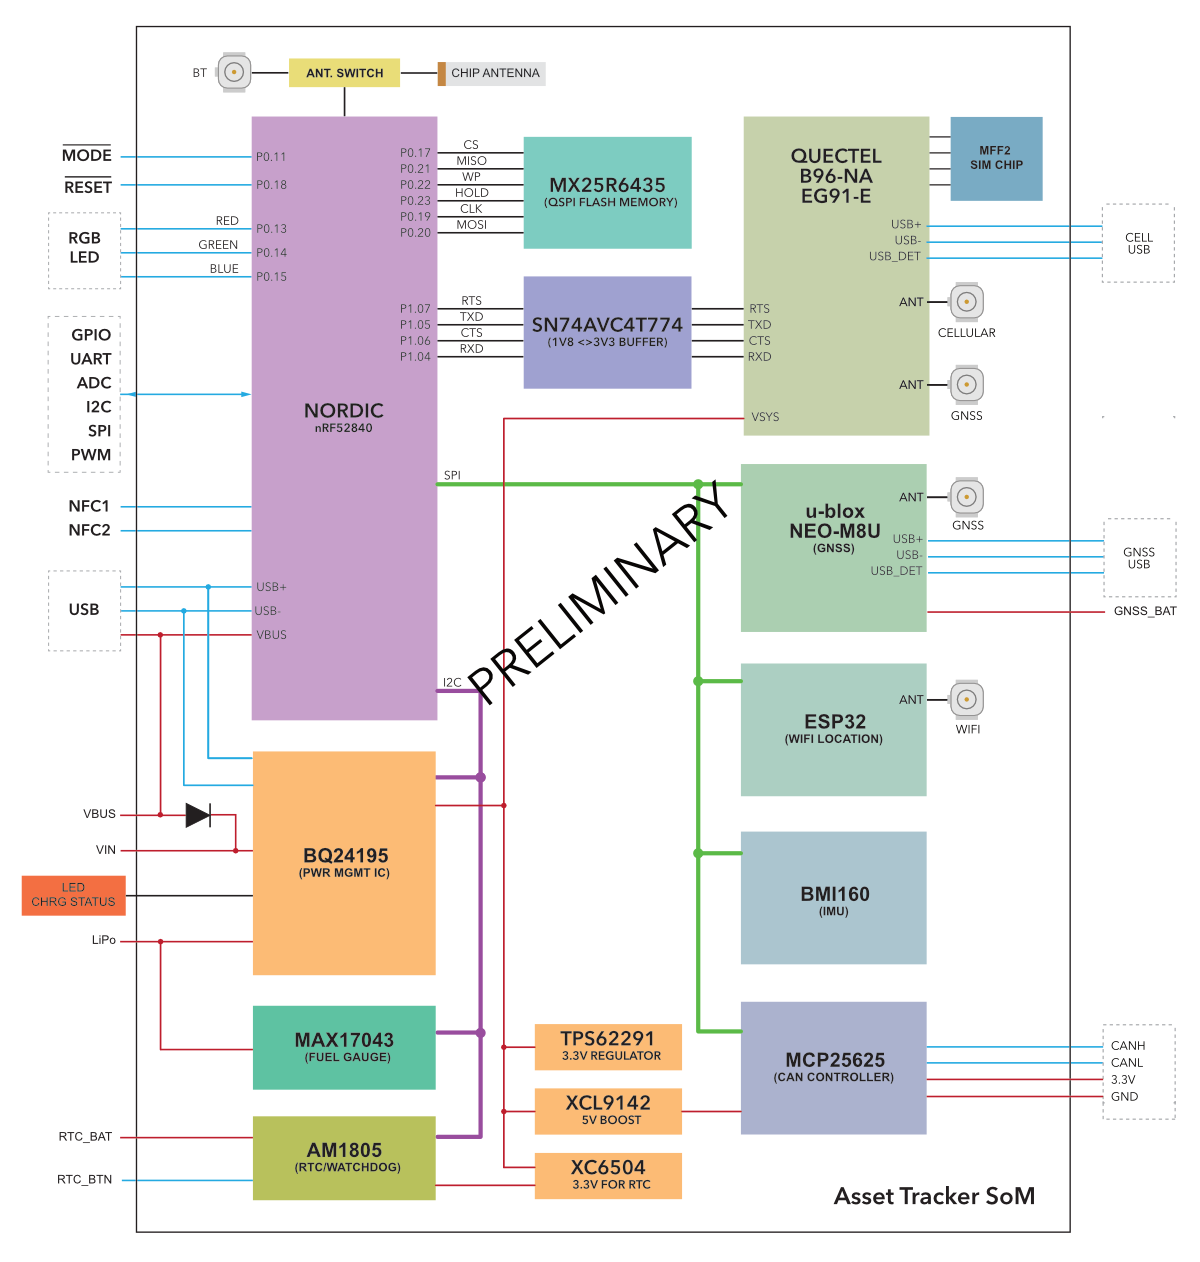 BT
ANT. SWITCH
CHIP ANTENNA
MODE
RESET
RED
GREEN
BLUE
RGB
LED
GPIO
UART
ADC
I2C
SPI
PWM
NFC1
NFC2
USB
P0.11
P0.18
P0.13
P0.14
P0.15
USB+
USB-
VBUS
NORDIC
nRF52840
P0.17
P0.21
P0.22
P0.23
P0.19
P0.20
P1.07
P1.05
P1.06
P1.04
CS
MISO
WP
HOLD
CLK
MOSI
RTS
TXD
CTS
RXD
SPI
I2C
MX25R6435
(QSPI FLASH MEMORY)
SN74AVC4T774
(1V8 <>3V3 BUFFER)
QUECTEL
B96-NA
EG91-E
USB+
USB-
USB_DET
ANT
ANT
RTS
TXD
CTS
RXD
VSYS
MFF2
SIM CHIP
CELL
USB
CELLULAR
GNSS
u-blox
NEO-M8U
(GNSS)
ANT
USB+
USB-
USB_DET
GNSS
GNSS
USB
GNSS_BAT
PRELIMINARY
ESP32
(WIFI LOCATION)
ANT
WIFI
BMI160
(IMU)
MCP25625
(CAN CONTROLLER)
CANH
CANL
3.3V
GND
VBUS
VIN
LED
CHRG STATUS
LiPo
BQ24195
(PWR MGMT IC)
MAX17043
(FUEL GAUGE)
RTC_BAT
RTC_BTN
AM1805
(RTC/WATCHDOG)
TPS62291
3.3V REGULATOR
XCL9142
5V BOOST
XC6504
3.3V FOR RTC
Asset Tracker SoM